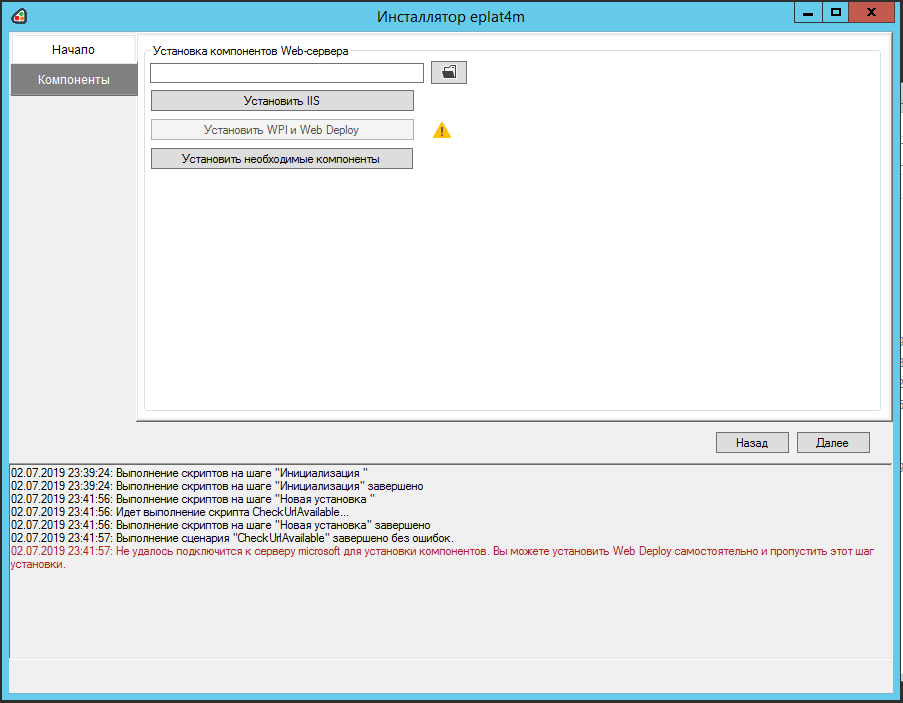 Инсталлятор eplat4m
Начало
Компоненты
Установка компонентов Web-сервера
Установить IIS
Установить WPI и Web Deploy
Установить необходимые компоненты
Назад
Далее
02.07.2019 23:39:24: Выполнение скриптов на шаге "Инициализация "
02.07.2019 23:39:24: Выполнение скриптов на шаге "Инициализация" завершено
02.07.2019 23:41:56: Выполнение скриптов на шаге "Новая установка "
02.07.2019 23:41:56: Идет выполнение скрипта CheckUrlAvailable...
02.07.2019 23:41:57: Выполнение скриптов на шаге "Новая установка" завершено
02.07.2019 23:41:57: Выполнение сценария "CheckUrlAvailable" завершено без ошибок.
02.07.2019 23:41:57: Не удалось подключится к серверу microsoft для установки компонентов. Вы можете установить Web Deploy самостоятельно и пропустить этот шаг
установки.